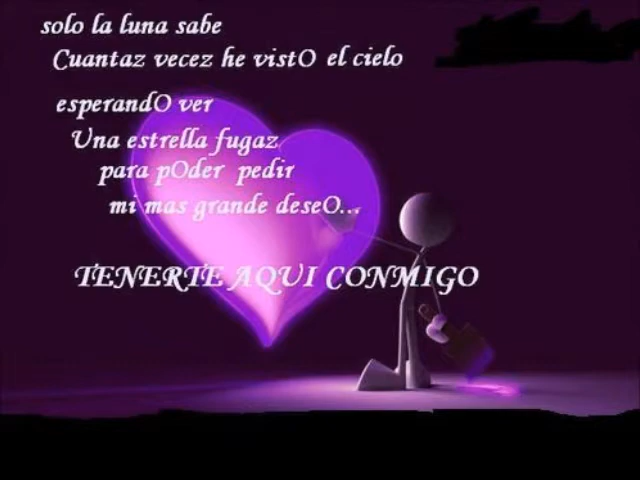 solo la luna sabe
Cuantaz vecez he vistO el cielo
esperandO ver
Una estrella fugaz
para pOder pedir
mi mas grande deseO...
TENERTE AQUI CONMIGO